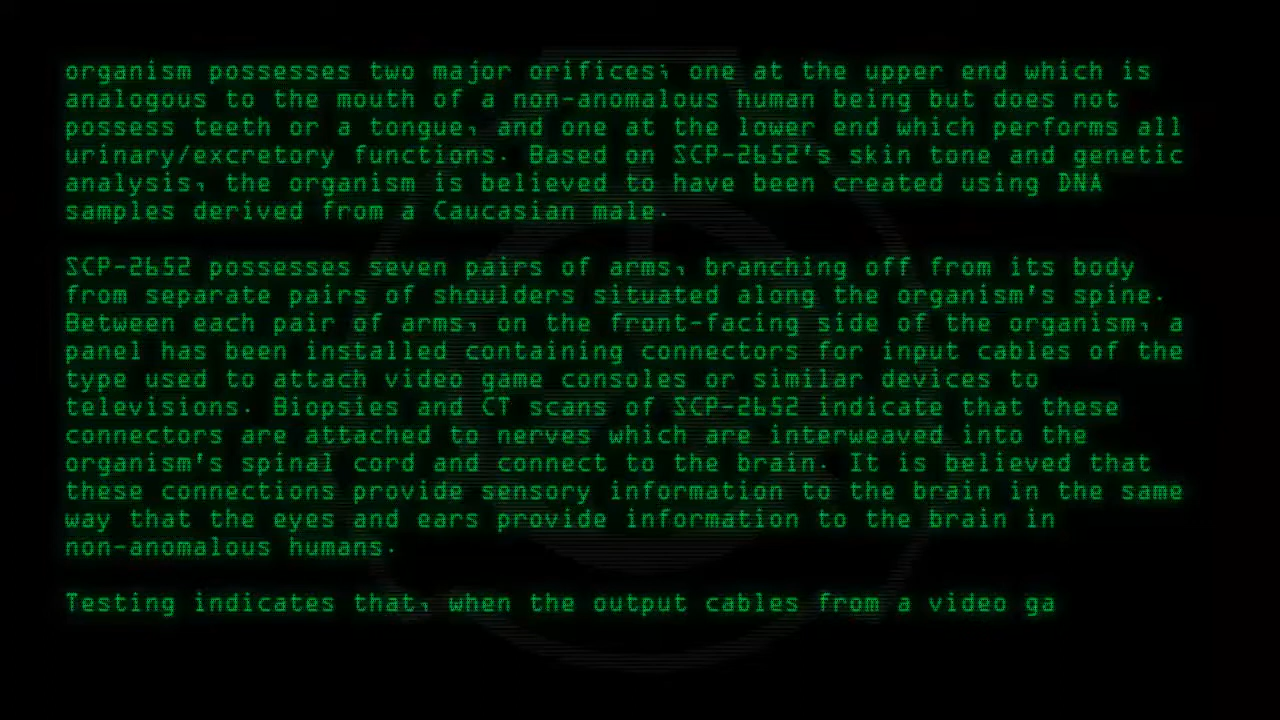 organism possesses two major orifices; one at the upper end which is
analogous to the mouth of a non-anomalous human being but does not
possess teeth or a tongue, and one at the lower end which performs all
urinary/excretory functions. Based on SCP-2652's skin tone and genetic
analysis, the organism is believed to have been created using DNA
samples derived from a Caucasian male.
SCP-2652 possesses seven pairs of arms, branching off from its body
from separate pairs of shoulders situated along the organism's spine.
Between each pair of arms, on the front-facing side of the organism, a
panel has been installed containing connectors for input cables of the
type used to attach video game consoles or similar devices to
televisions. Biopsies and CT scans of SCP-2652 indicate that these
connectors are attached to nerves which are interweaved into the
organism's spinal cord and connect to the brain. It is believed that
these connections provide sensory information to the brain in the same
way that the eyes and ears provide information to the brain in
non-anomalous humans.
Testing indicates that, when the output cables from a video ga